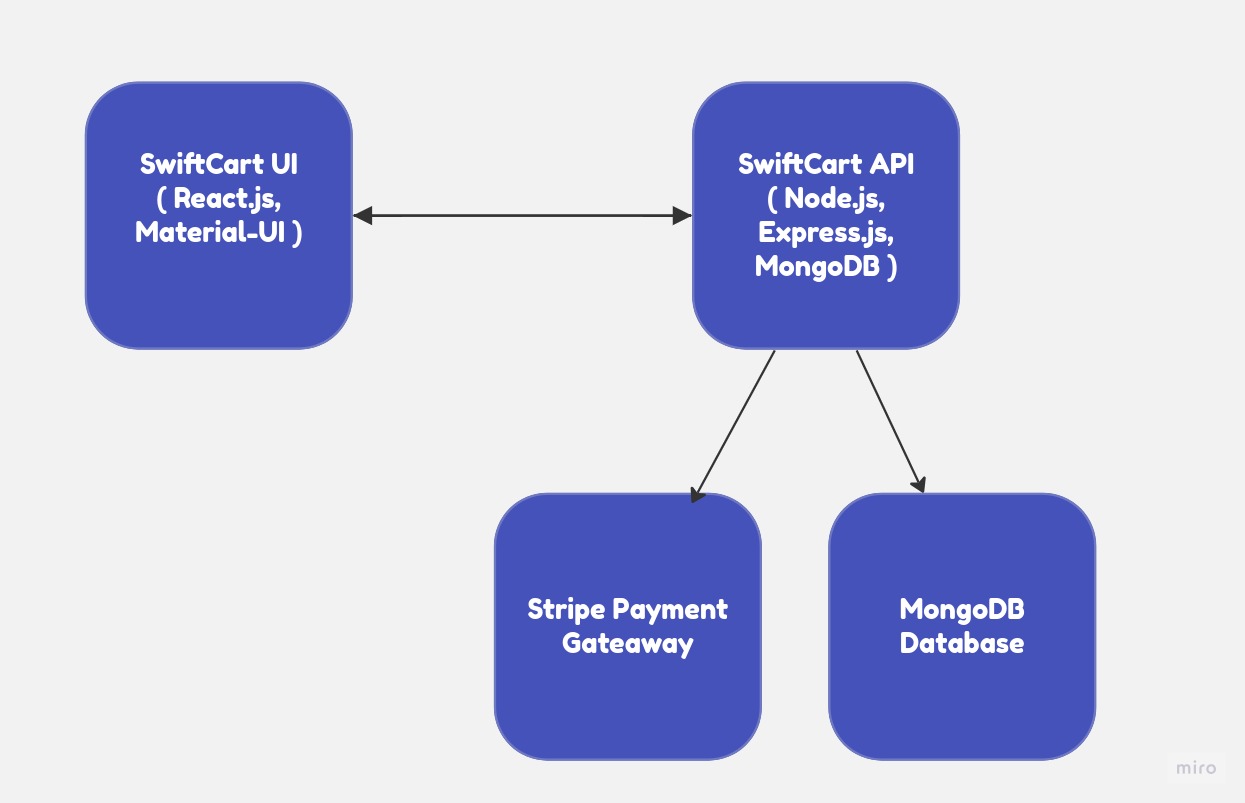 SwiftCart UI
( React.js,
Material-UI )
SwiftCart API
( Node.js,
Express.js,
MongoDB )
Stripe Payment
Gateaway
MongoDB
Database
miro